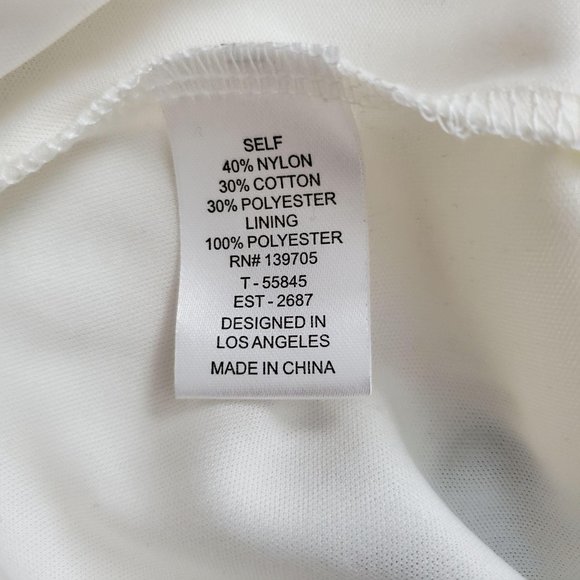 SELF
40% NYLON
30% COTTON
30% POLYESTER
LINING
100% POLYESTER
RN# 139705
T - 55845
EST - 2687
DESIGNED IN
LOS ANGELES
MADE IN CHINA